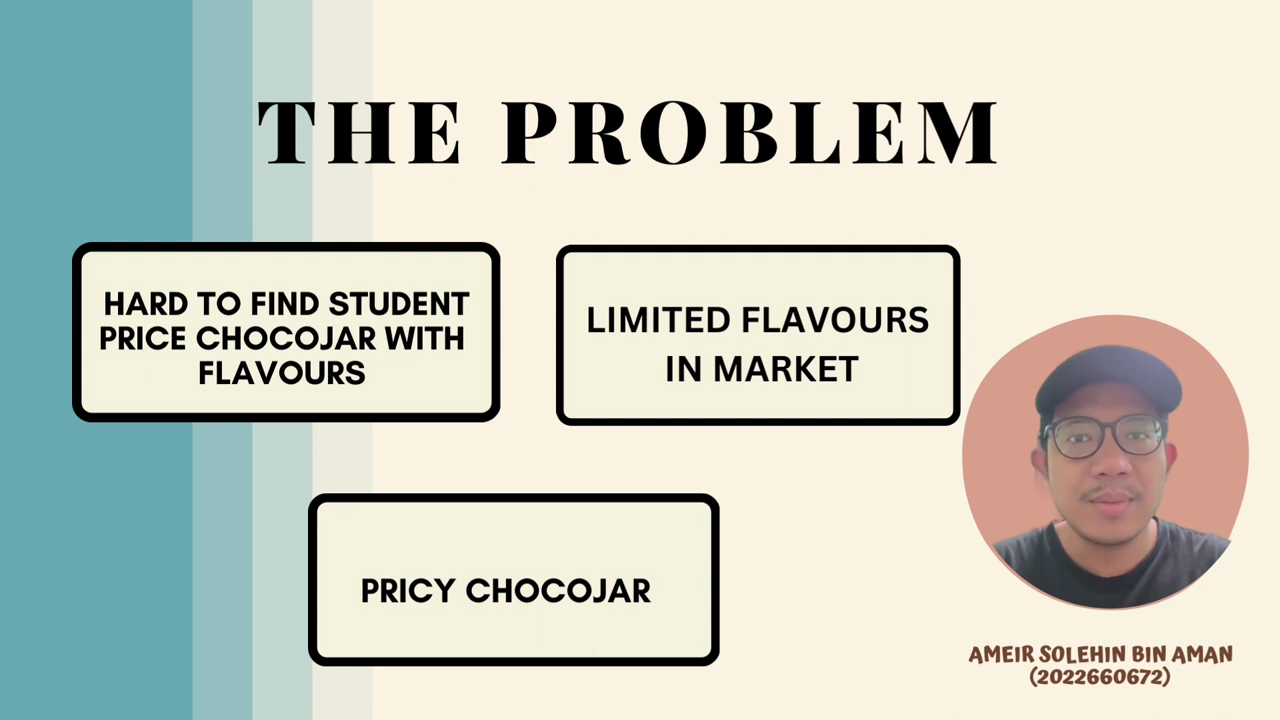 THE PROBLEM
HARD TO FIND STUDENT
PRICE CHOCOJAR WITH
FLAVOURS
LIMITED FLAVOURS
IN MARKET
PRICY CHOCOJAR
AMEIR SOLEHIN BIN AMAN
(2022660672)